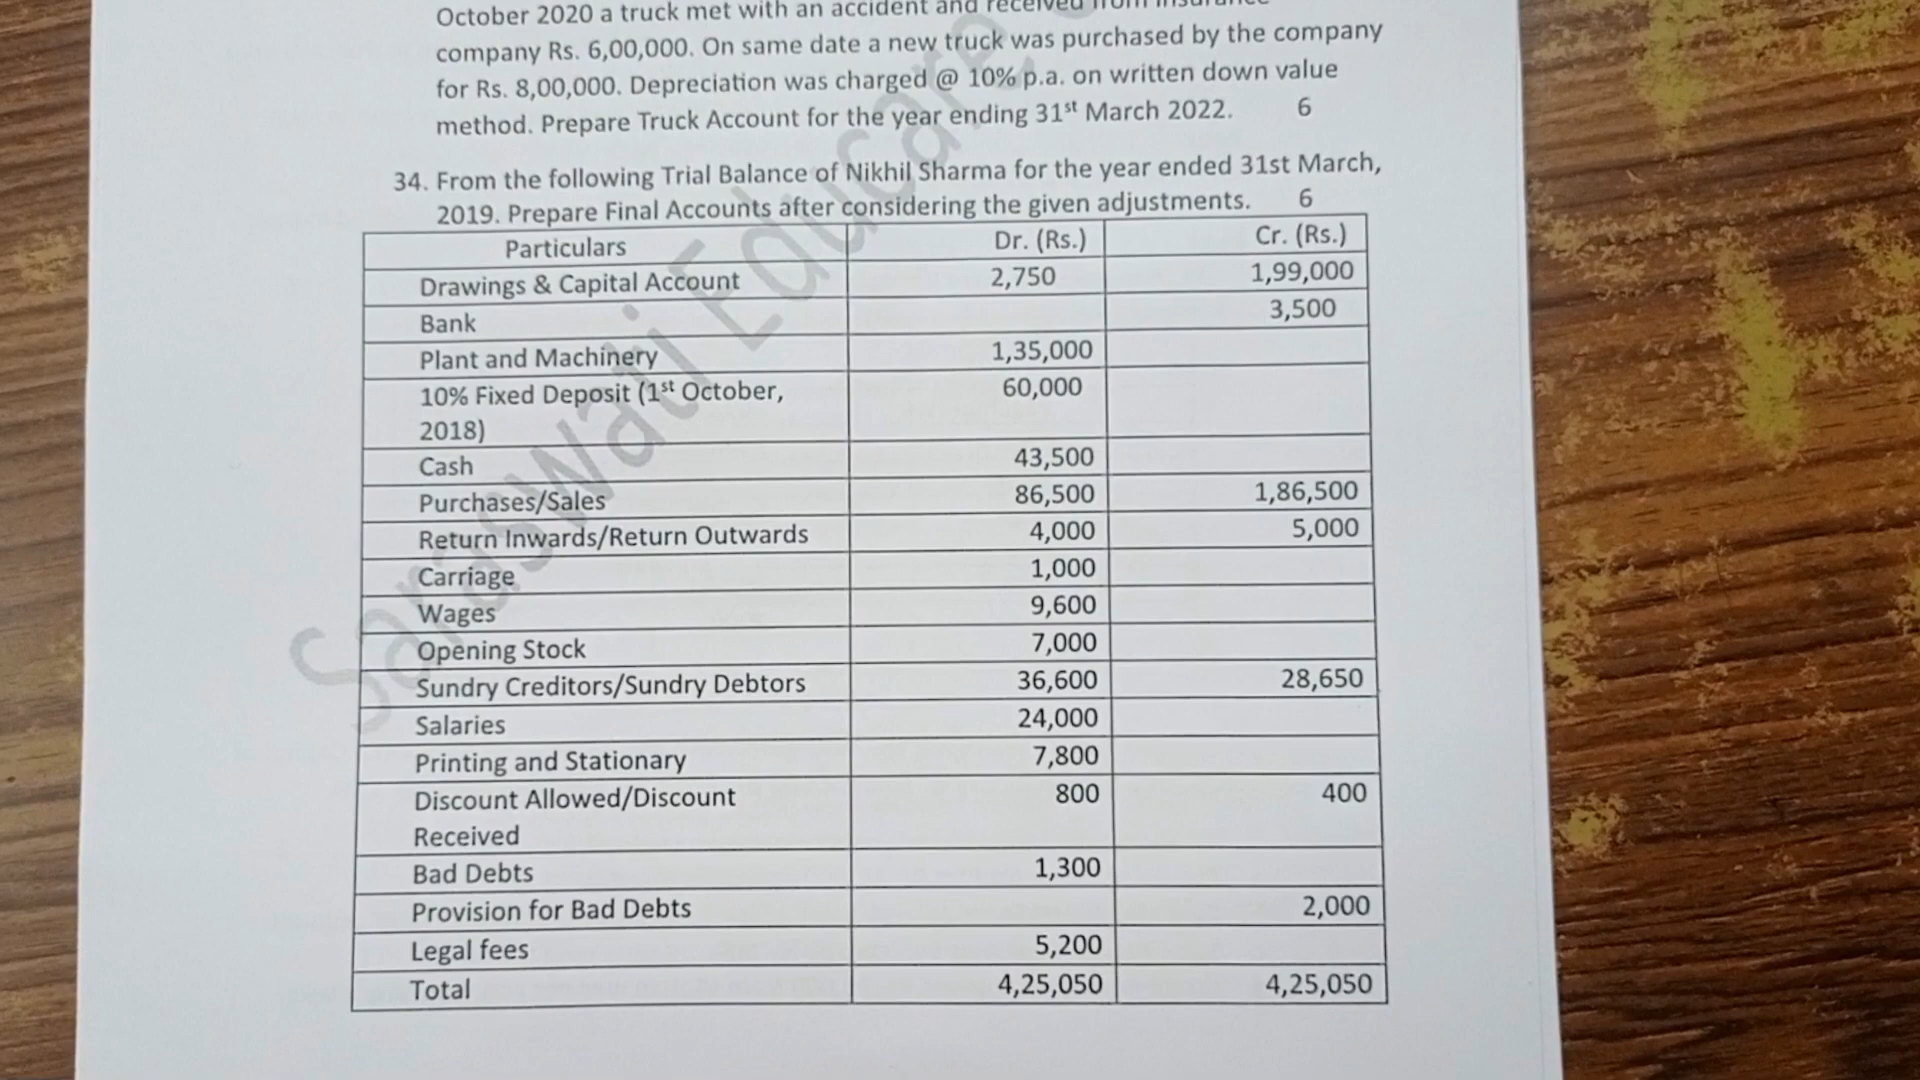 October 2020 a truck met with an accident and received from insurance
company Rs. 6,00,000. On same date a new truck was purchased by the company
for Rs. 8,00,000. Depreciation was charged @ 10% p.a. on written down value
method. Prepare Truck Account for the year ending 31st March 2022. 6
34. From the following Trial Balance of Nikhil Sharma for the year ended 31st March,
2019. Prepare Final Accounts after considering the given adjustments. 6
Particulars Dr. (Rs.) Cr. (Rs.)
Drawings & Capital Account 2,750 1,99,000
Bank 3,500
Plant and Machinery 1,35,000
10% Fixed Deposit (1st October, 60,000
2018)
Cash 43,500
Purchases/Sales 86,500 1,86,500
Return Inwards/Return Outwards 4,000 5,000
Carriage 1,000
Wages 9,600
Opening Stock 7,000
Sundry Creditors/Sundry Debtors 36,600 28,650
Salaries 24,000
Printing and Stationary 7,800
Discount Allowed/Discount 800 400
Received
Bad Debts 1,300
Provision for Bad Debts 2,000
Legal fees 5,200
Total 4,25,050 4,25,050
Saraswati Educare